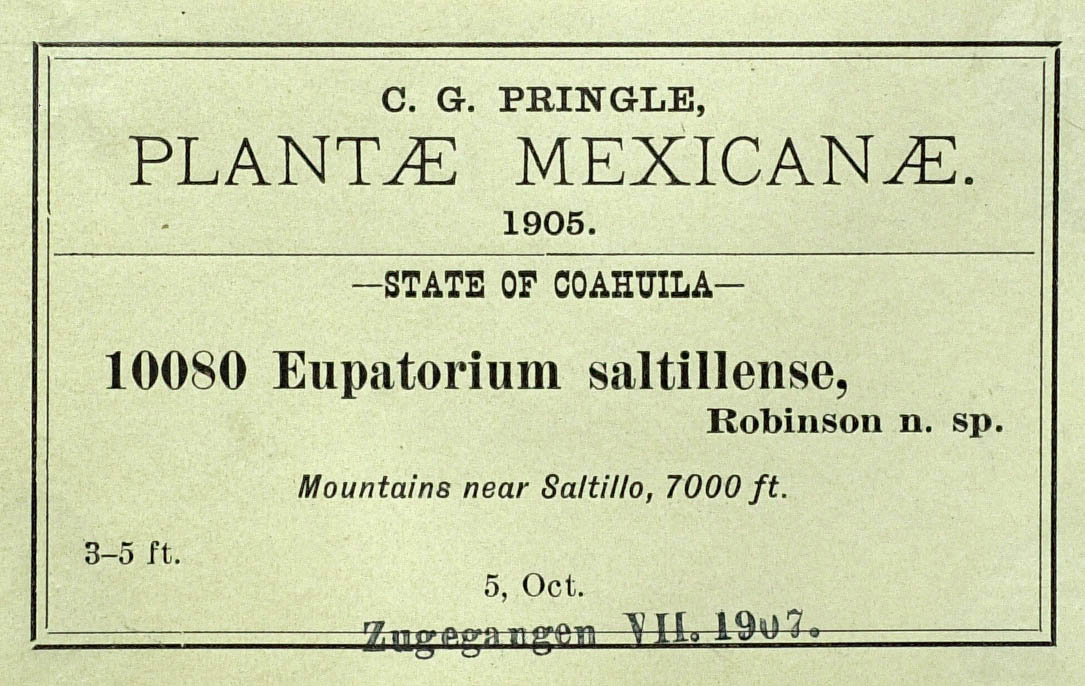 C. G. PRINGLE,
PLANTÆ MEXICANÆ.
1905.
—STATE OF COAHUILA—
10080 Eupatorium saltillense,
Robinson n. sp.
Mountains near Saltillo, 7000 ft.
3–5 ft.
5, Oct.
Zugegangen VII. 1907.